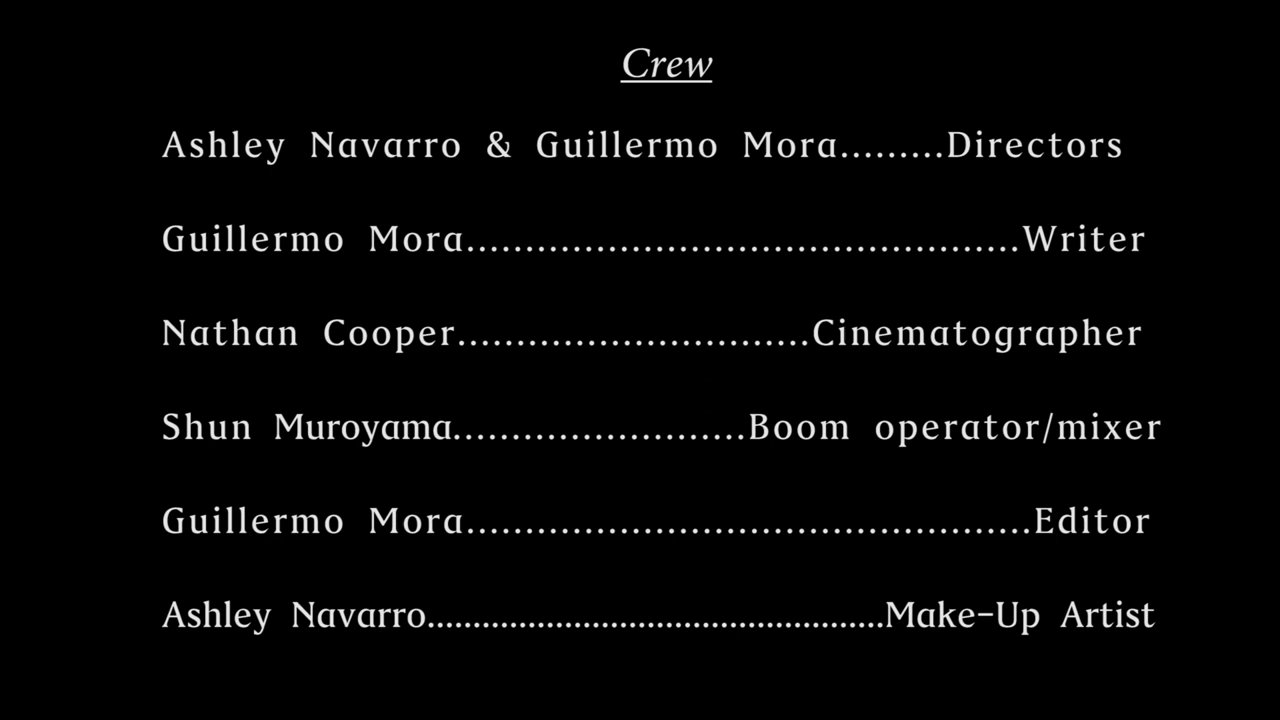 Crew
Ashley Navarro & Guillermo Mora.........Directors
Guillermo Mora...............................................Writer
Nathan Cooper..............................Cinematographer
Shun Muroyama.........................Boom operator/mixer
Guillermo Mora................................................Editor
Ashley Navarro................................................Make-Up Artist